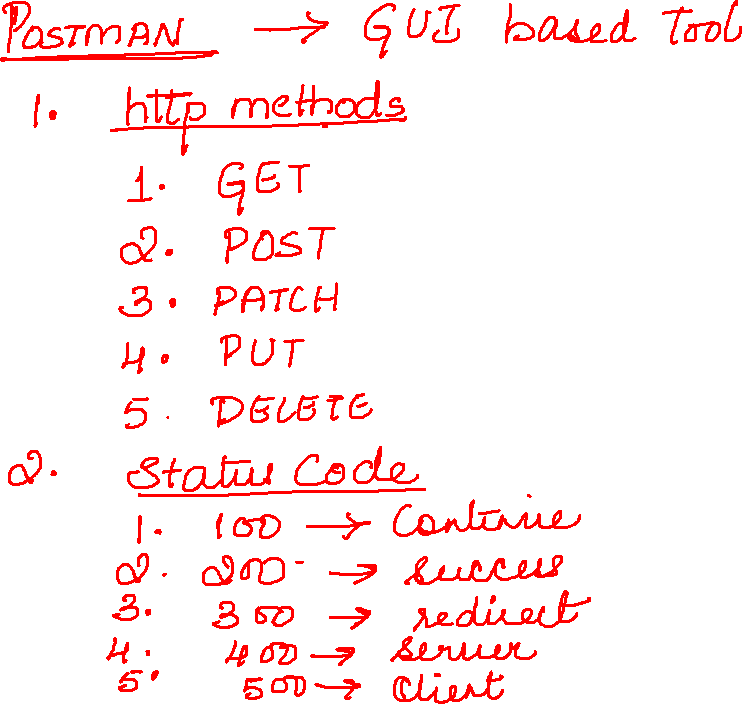 POSTMAN → GUI based Tool
1. http methods
1. GET
2. POST
3. PATCH
4. PUT
5. DELETE
2. Status Code
1. 100 → Continue
2. 200 → success
3. 300 → redirect
4. 400 → server
5. 500 → Client